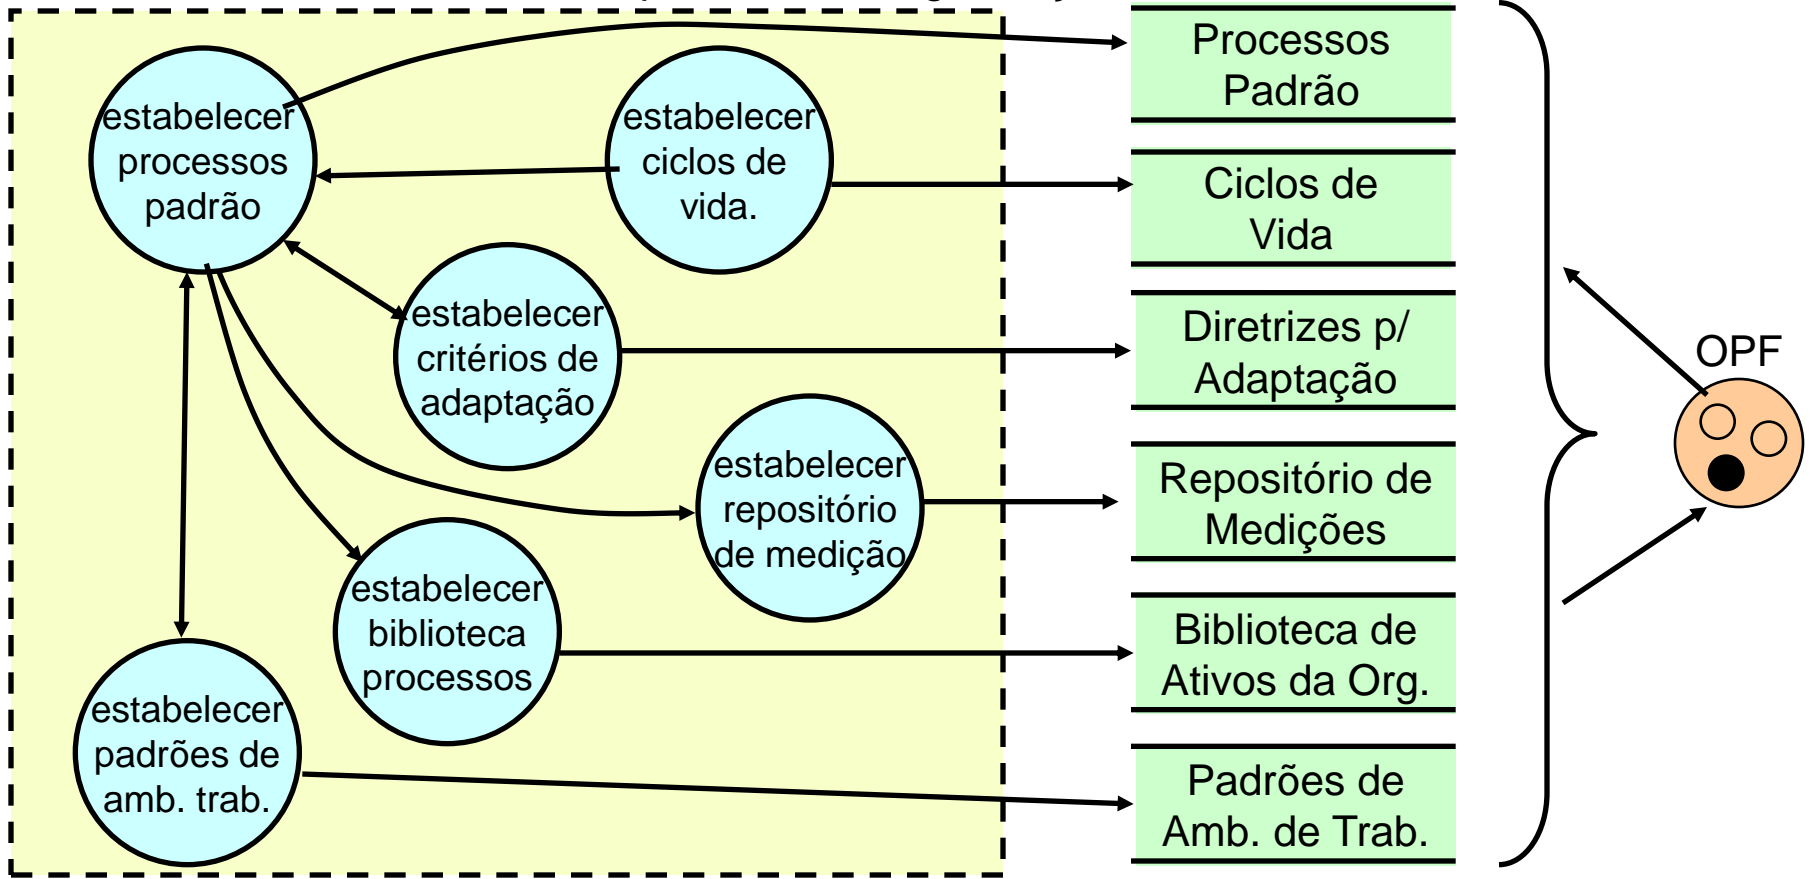 estabelecer
processos
padrão
estabelecer
ciclos de
vida.
estabelecer
critérios de
adaptação
estabelecer
repositório
de medição
estabelecer
biblioteca
processos
estabelecer
padrões de
amb. trab.
Processos
Padrão
Ciclos de
Vida
Diretrizes p/
Adaptação
Repositório de
Medições
Biblioteca de
Ativos da Org.
Padrões de
Amb. de Trab.
OPF